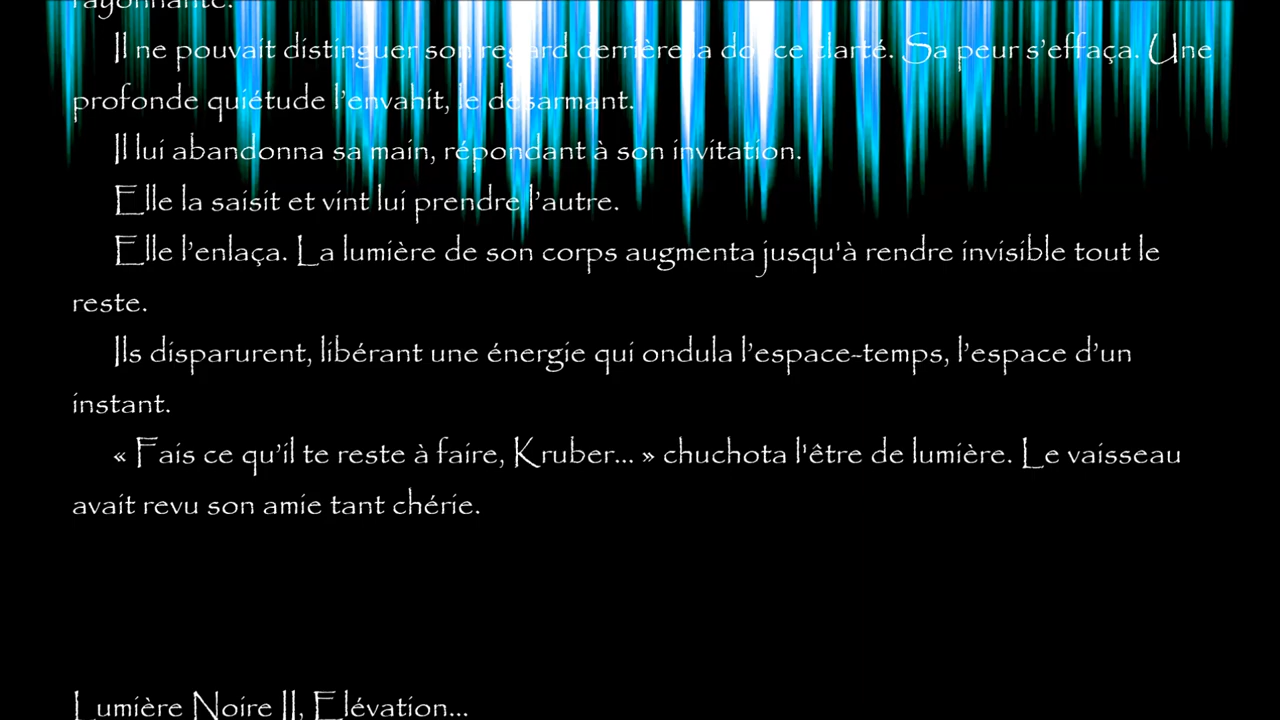 rayonnante.
Il ne pouvait distinguer son regard derrière la douce clarté. Sa peur s’effaça. Une
profonde quiétude l’envahit, le désarmant.
Il lui abandonna sa main, répondant à son invitation.
Elle la saisit et vint lui prendre l’autre.
Elle l’enlaça. La lumière de son corps augmenta jusqu'à rendre invisible tout le
reste.
Ils disparurent, libérant une énergie qui ondula l’espace-temps, l’espace d’un
instant.
« Fais ce qu’il te reste à faire, Kruber... » chuchota l'être de lumière. Le vaisseau
avait revu son amie tant chérie.
Lumière Noire II, Elévation...